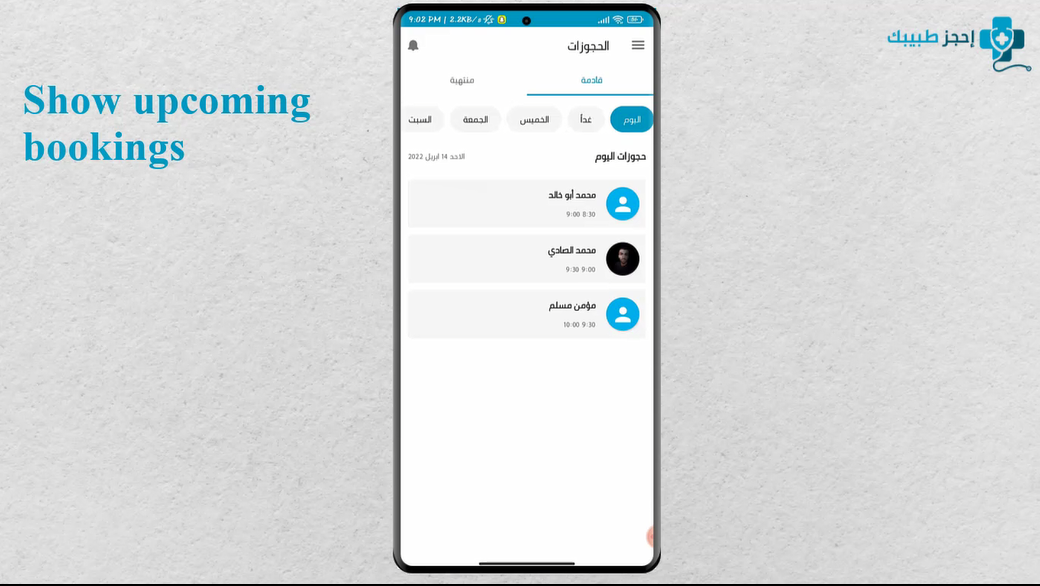 Show upcoming
bookings
إحجز طبيبك
9:02 PM | 2.2KB/s
الحجوزات
قادمة
منتهية
اليوم
غداً
الخميس
الجمعة
السبت
حجوزات اليوم
الاحد 14 ابريل 2022
محمد أبو خالد
8:30 9:00
محمد الصادي
9:00 9:30
مؤمن مسلم
9:30 10:00